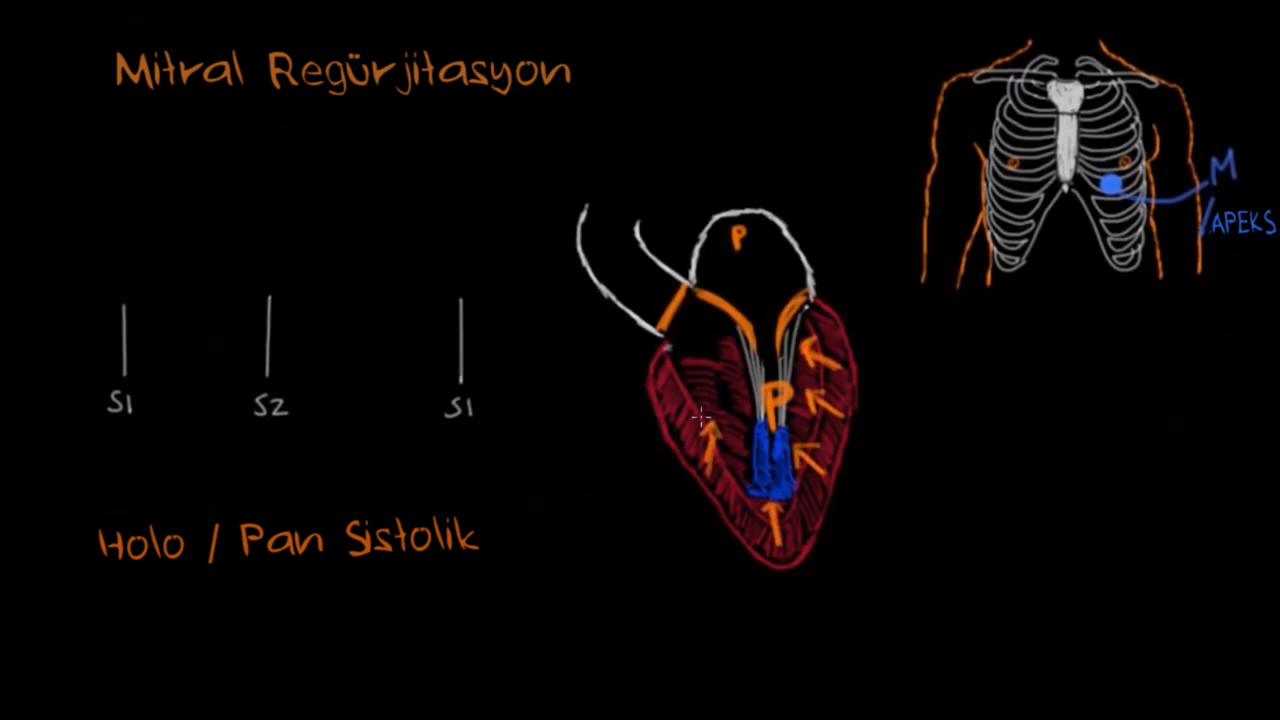 Mitral Regürjitasyon
M
/APEKS
P
P
S1 S2 S1
Holo / Pan Sistolik